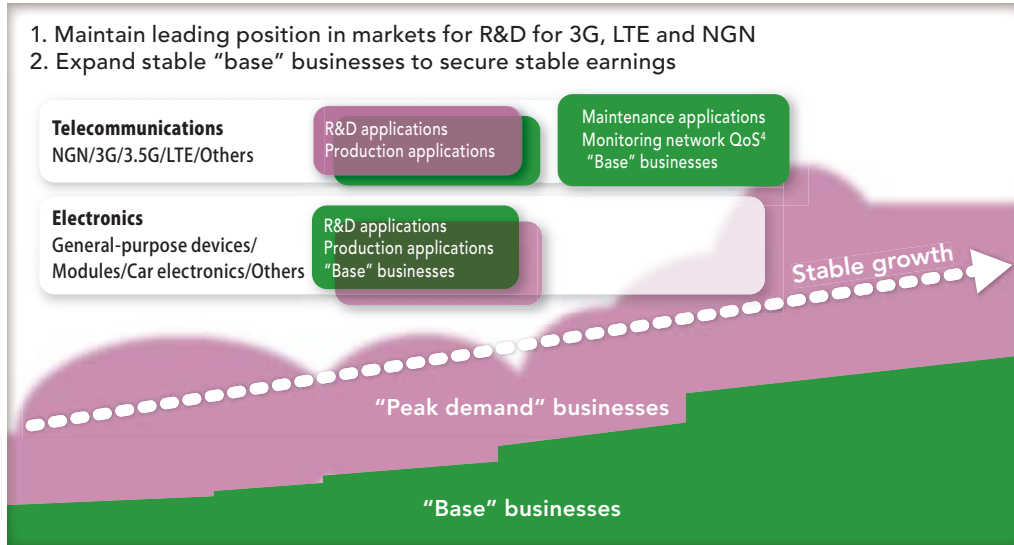 1. Maintain leading position in markets for R&D for 3G, LTE and NGN
2. Expand stable “base” businesses to secure stable earnings
Telecommunications
NGN/3G/3.5G/LTE/Others
R&D applications
Production applications
Maintenance applications
Monitoring network QoS⁴
“Base” businesses
Electronics
General-purpose devices/
Modules/Car electronics/Others
R&D applications
Production applications
“Base” businesses
Stable growth
“Peak demand” businesses
“Base” businesses